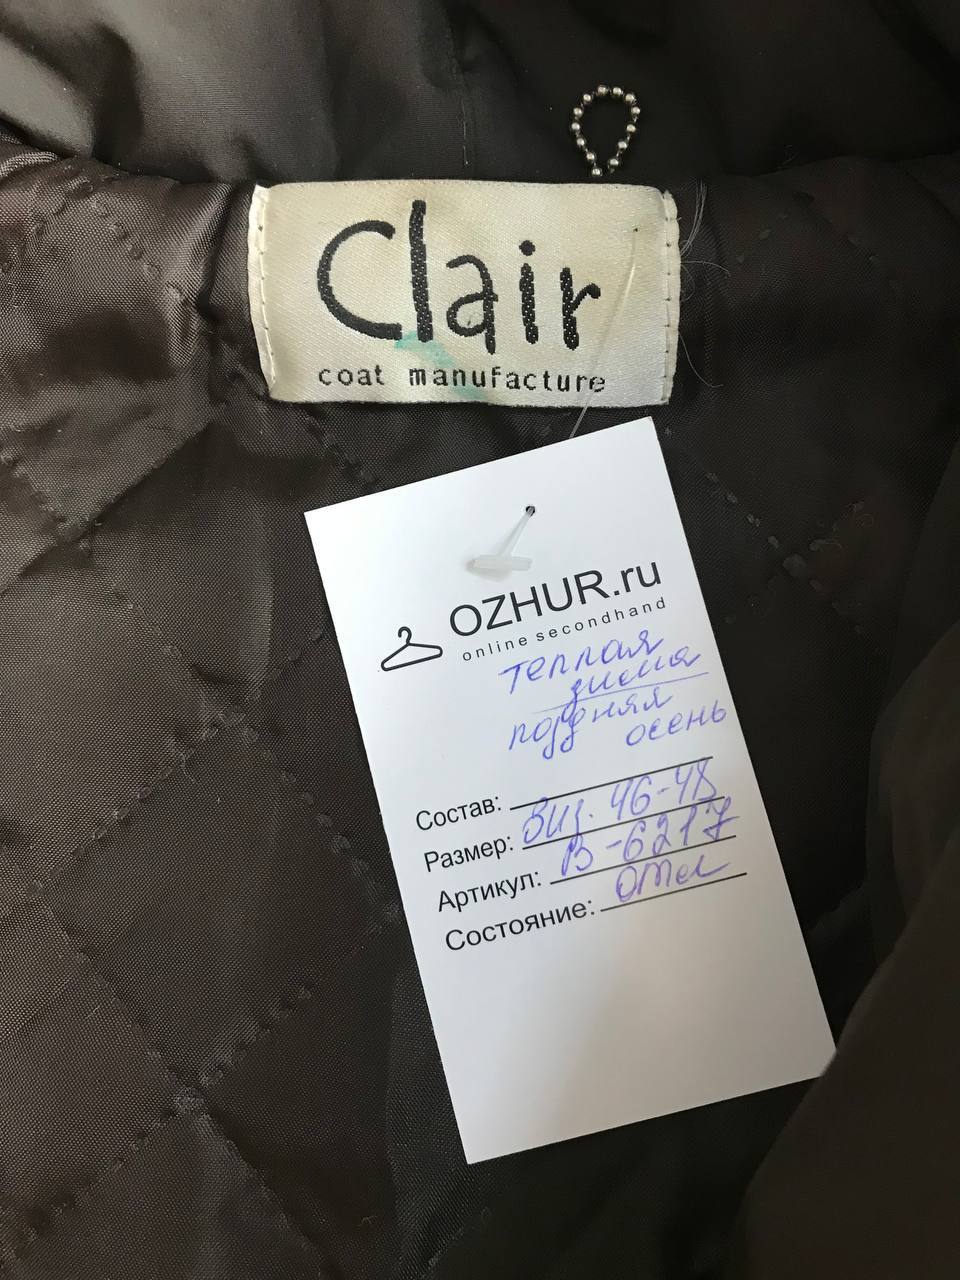 Clair
coat manufacture
OZHUR.ru
online secondhand
теплая
зима
поздняя
осень
Состав:
Размер: виз. 46-48
Артикул: В-6217
Состояние: отл